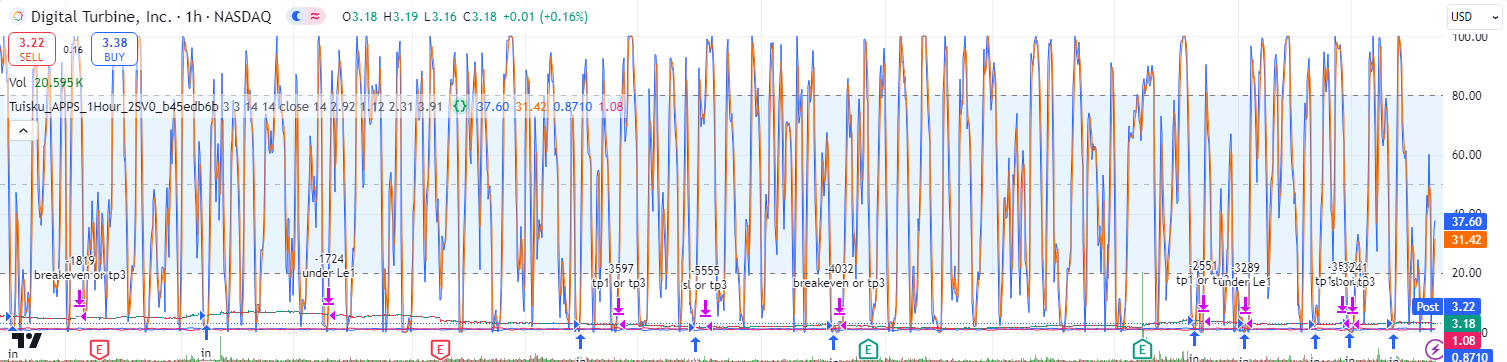 Digital Turbine, Inc. · 1h · NASDAQ
O3.18 H3.19 L3.16 C3.18 +0.01 (+0.16%)
USD
100.00
3.22
SELL
0.16
3.38
BUY
Vol 20.595K
80.00
Tuisku_APPS_1Hour_2SV0_b45edb6b 3 3 14 14 close 14 2.92 1.12 2.31 3.91 {} 37.60 31.42 0.8710 1.08
60.00
40.00
37.60
31.42
20.00
-1819
breakeven or tp3
-1724
under Le1
-3597
tp1 or tp3
-5555
sl or tp3
-4032
breakeven or tp3
-2551
tp1 or
-3289
under Le1
-3241
or tp3
Post 3.22
3.18
1.08
0.8710
in
in
E
E
E
E